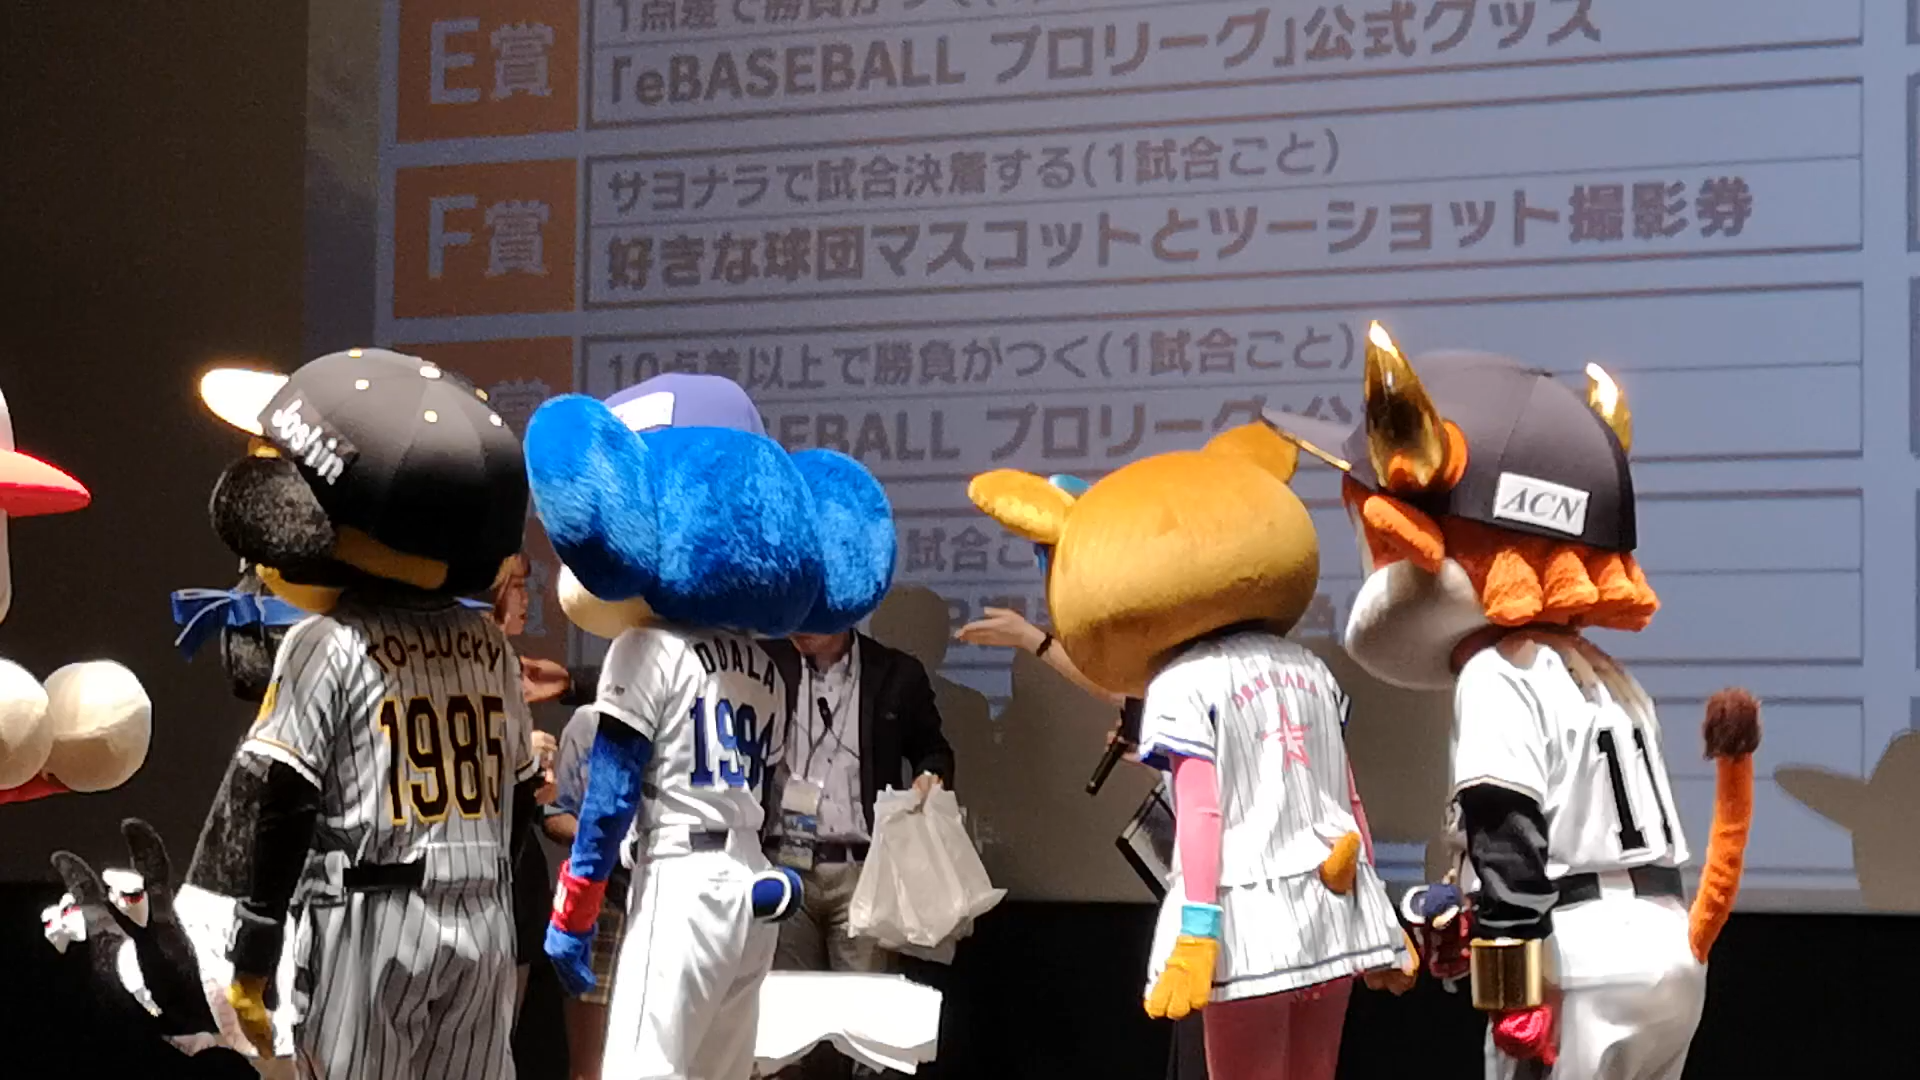 E賞
「eBASEBALL プロリーグ」公式グッズ
F賞
サヨナラで試合決着する(1試合ごと)
好きな球団マスコットとツーショット撮影券
賞
10点差以上で勝負がつく(1試合ごと)
EBALL プロリーグ
試合
Joshin
ACN
TO-LUCKY
1985
DOALA
1994
11